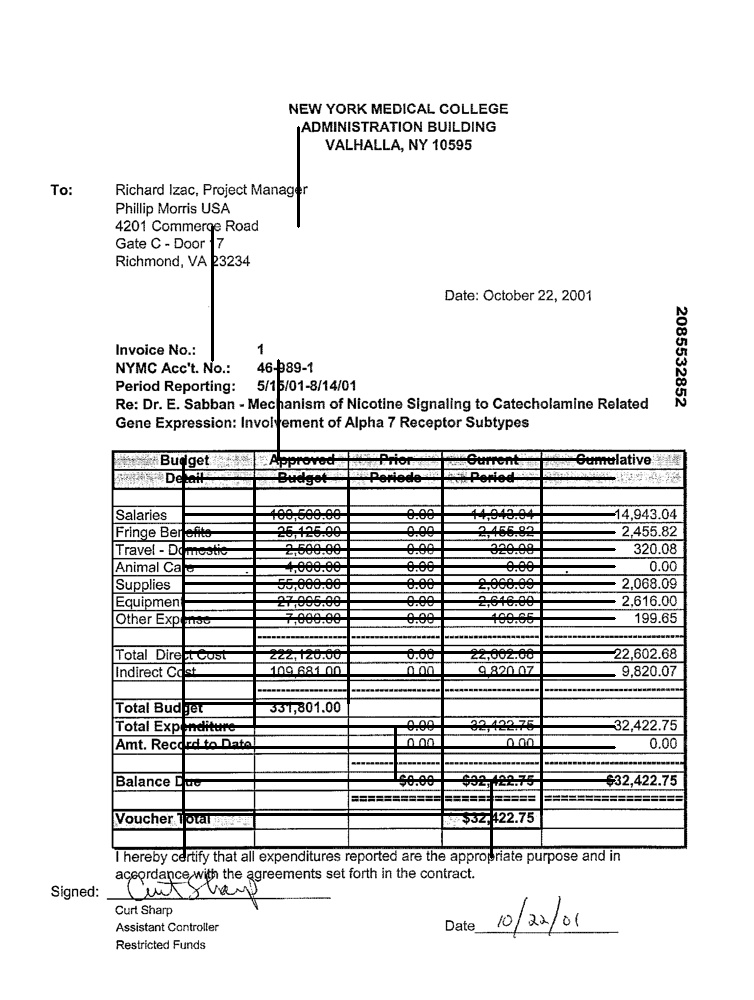 NEW YORK MEDICAL COLLEGE
ADMINISTRATION BUILDING
VALHALLA, NY 10595
To: Richard Izac, Project Manager
Phillip Morris USA
4201 Commerce Road
Gate C - Door 17
Richmond, VA 23234
Date: October 22, 2001
2085532852
Invoice No.: 1
NYMC Acc't. No.: 46-989-1
Period Reporting: 5/15/01-8/14/01
Re: Dr. E. Sabban - Mechanism of Nicotine Signaling to Catecholamine Related
Gene Expression: Involvement of Alpha 7 Receptor Subtypes
Budget Approved Prior Current Cumulative
Detail Budget Periods Period
Salaries 100,500.00 0.00 14,943.04 14,943.04
Fringe Benefits 25,125.00 0.00 2,455.82 2,455.82
Travel - Domestic 2,500.00 0.00 320.08 320.08
Animal Care 4,000.00 0.00 0.00 0.00
Supplies 55,000.00 0.00 2,068.09 2,068.09
Equipment 27,995.00 0.00 2,616.00 2,616.00
Other Expense 7,000.00 0.00 199.65 199.65
Total Direct Cost 222,120.00 0.00 22,602.68 22,602.68
Indirect Cost 109,681.00 0.00 9,820.07 9,820.07
Total Budget 331,801.00
Total Expenditure 0.00 32,422.75 32,422.75
Amt. Record to Date 0.00 0.00 0.00
Balance Due $0.00 $32,422.75 $32,422.75
Voucher Total $32,422.75
I hereby certify that all expenditures reported are the appropriate purpose and in
accordance with the agreements set forth in the contract.
Signed: Curt Sharp
Curt Sharp
Assistant Controller
Restricted Funds
Date 10/22/01